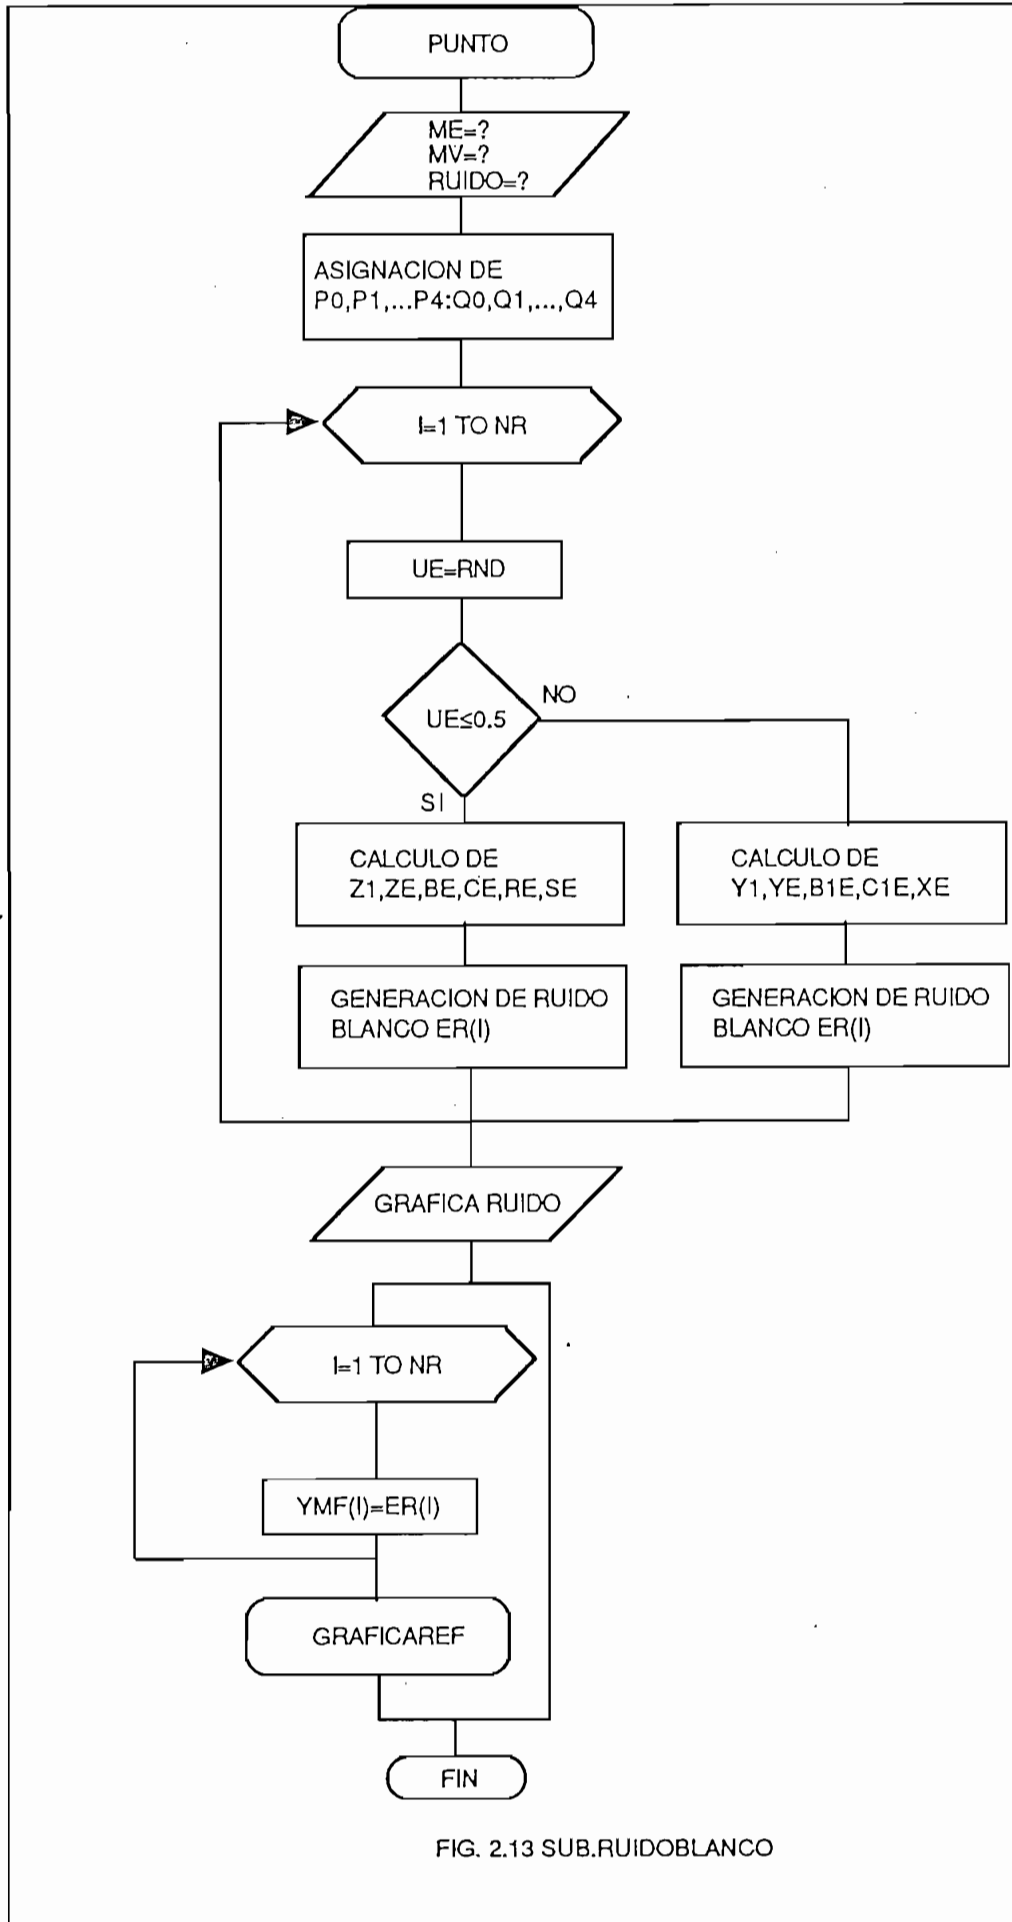 PUNTO
ME=?
MV=?
RUIDO=?
ASIGNACION DE
P0,P1,...P4:Q0,Q1,...,Q4
I=1 TO NR
UE=RND
UE≤0.5
NO
SI
CALCULO DE
Z1,ZE,BE,CE,RE,SE
CALCULO DE
Y1,YE,B1E,C1E,XE
GENERACION DE RUIDO
BLANCO ER(I)
GENERACION DE RUIDO
BLANCO ER(I)
GRAFICA RUIDO
I=1 TO NR
YMF(I)=ER(I)
GRAFICAREF
FIN
FIG. 2.13 SUB.RUIDOBLANCO